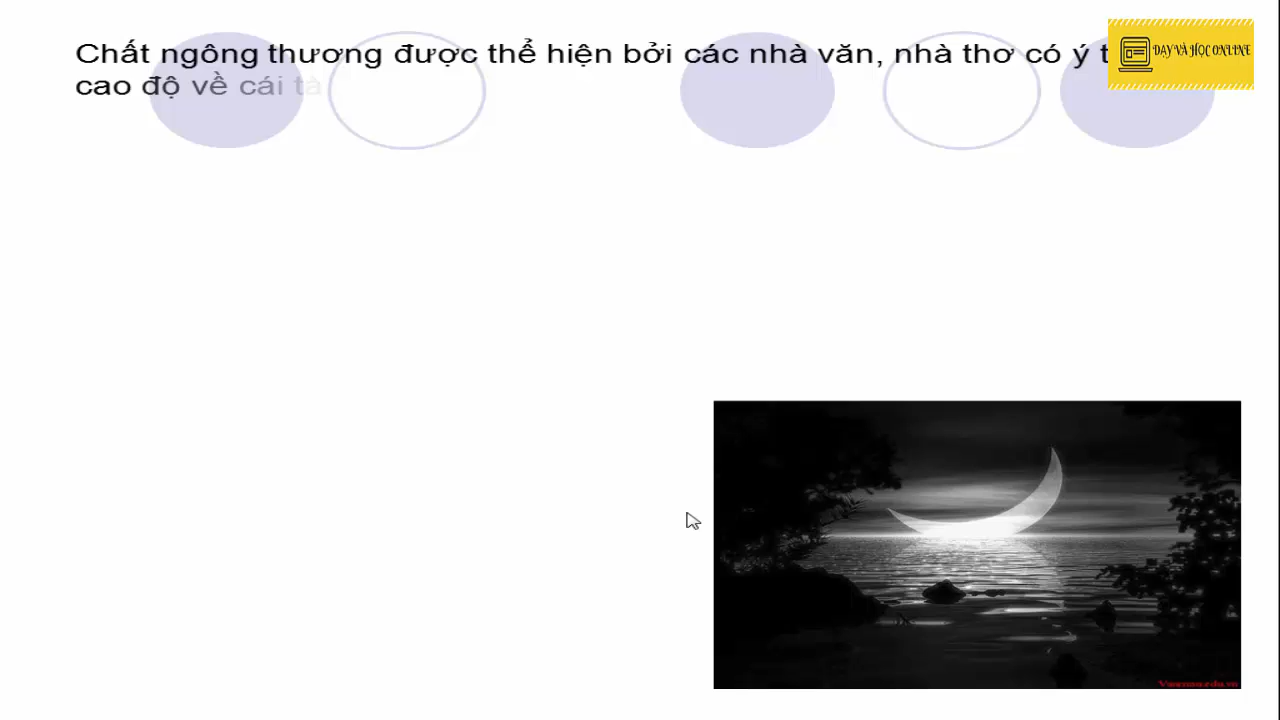 Chất ngông thương được thể hiện bởi các nhà văn, nhà thơ có ý
cao độ về cái
DẠY VÀ HỌC ONLINE